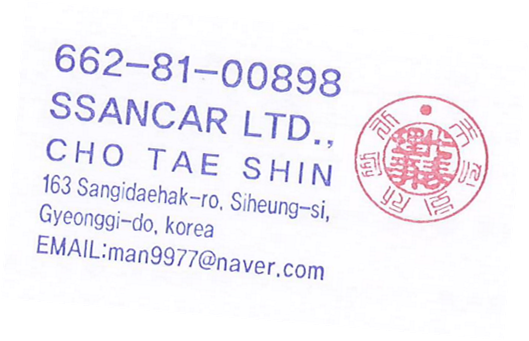 662-81-00898
SSANCAR LTD.,
CHO TAE SHIN
163 Sangidaehak-ro, Siheung-si,
Gyeonggi-do, korea
EMAIL:man9977@naver.com